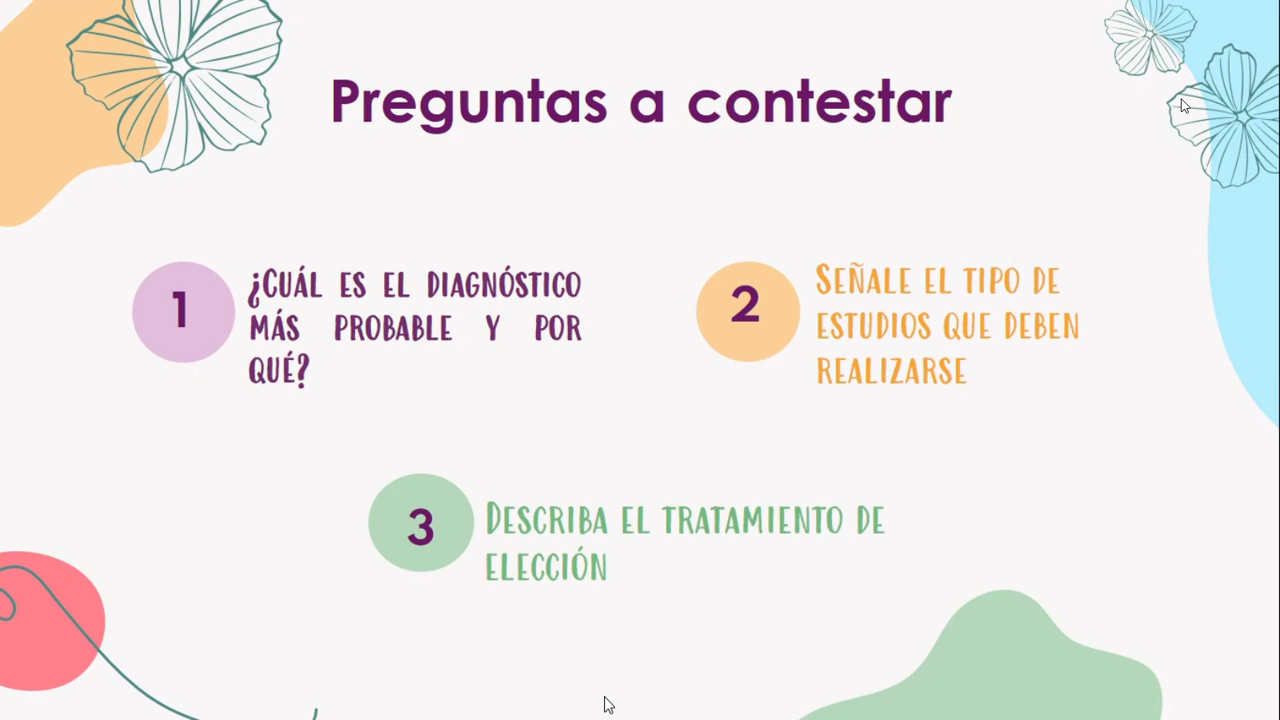 Preguntas a contestar
1
¿Cuál es el diagnóstico
más probable y por
qué?
2
Señale el tipo de
estudios que deben
realizarse
3
Describa el tratamiento de
elección